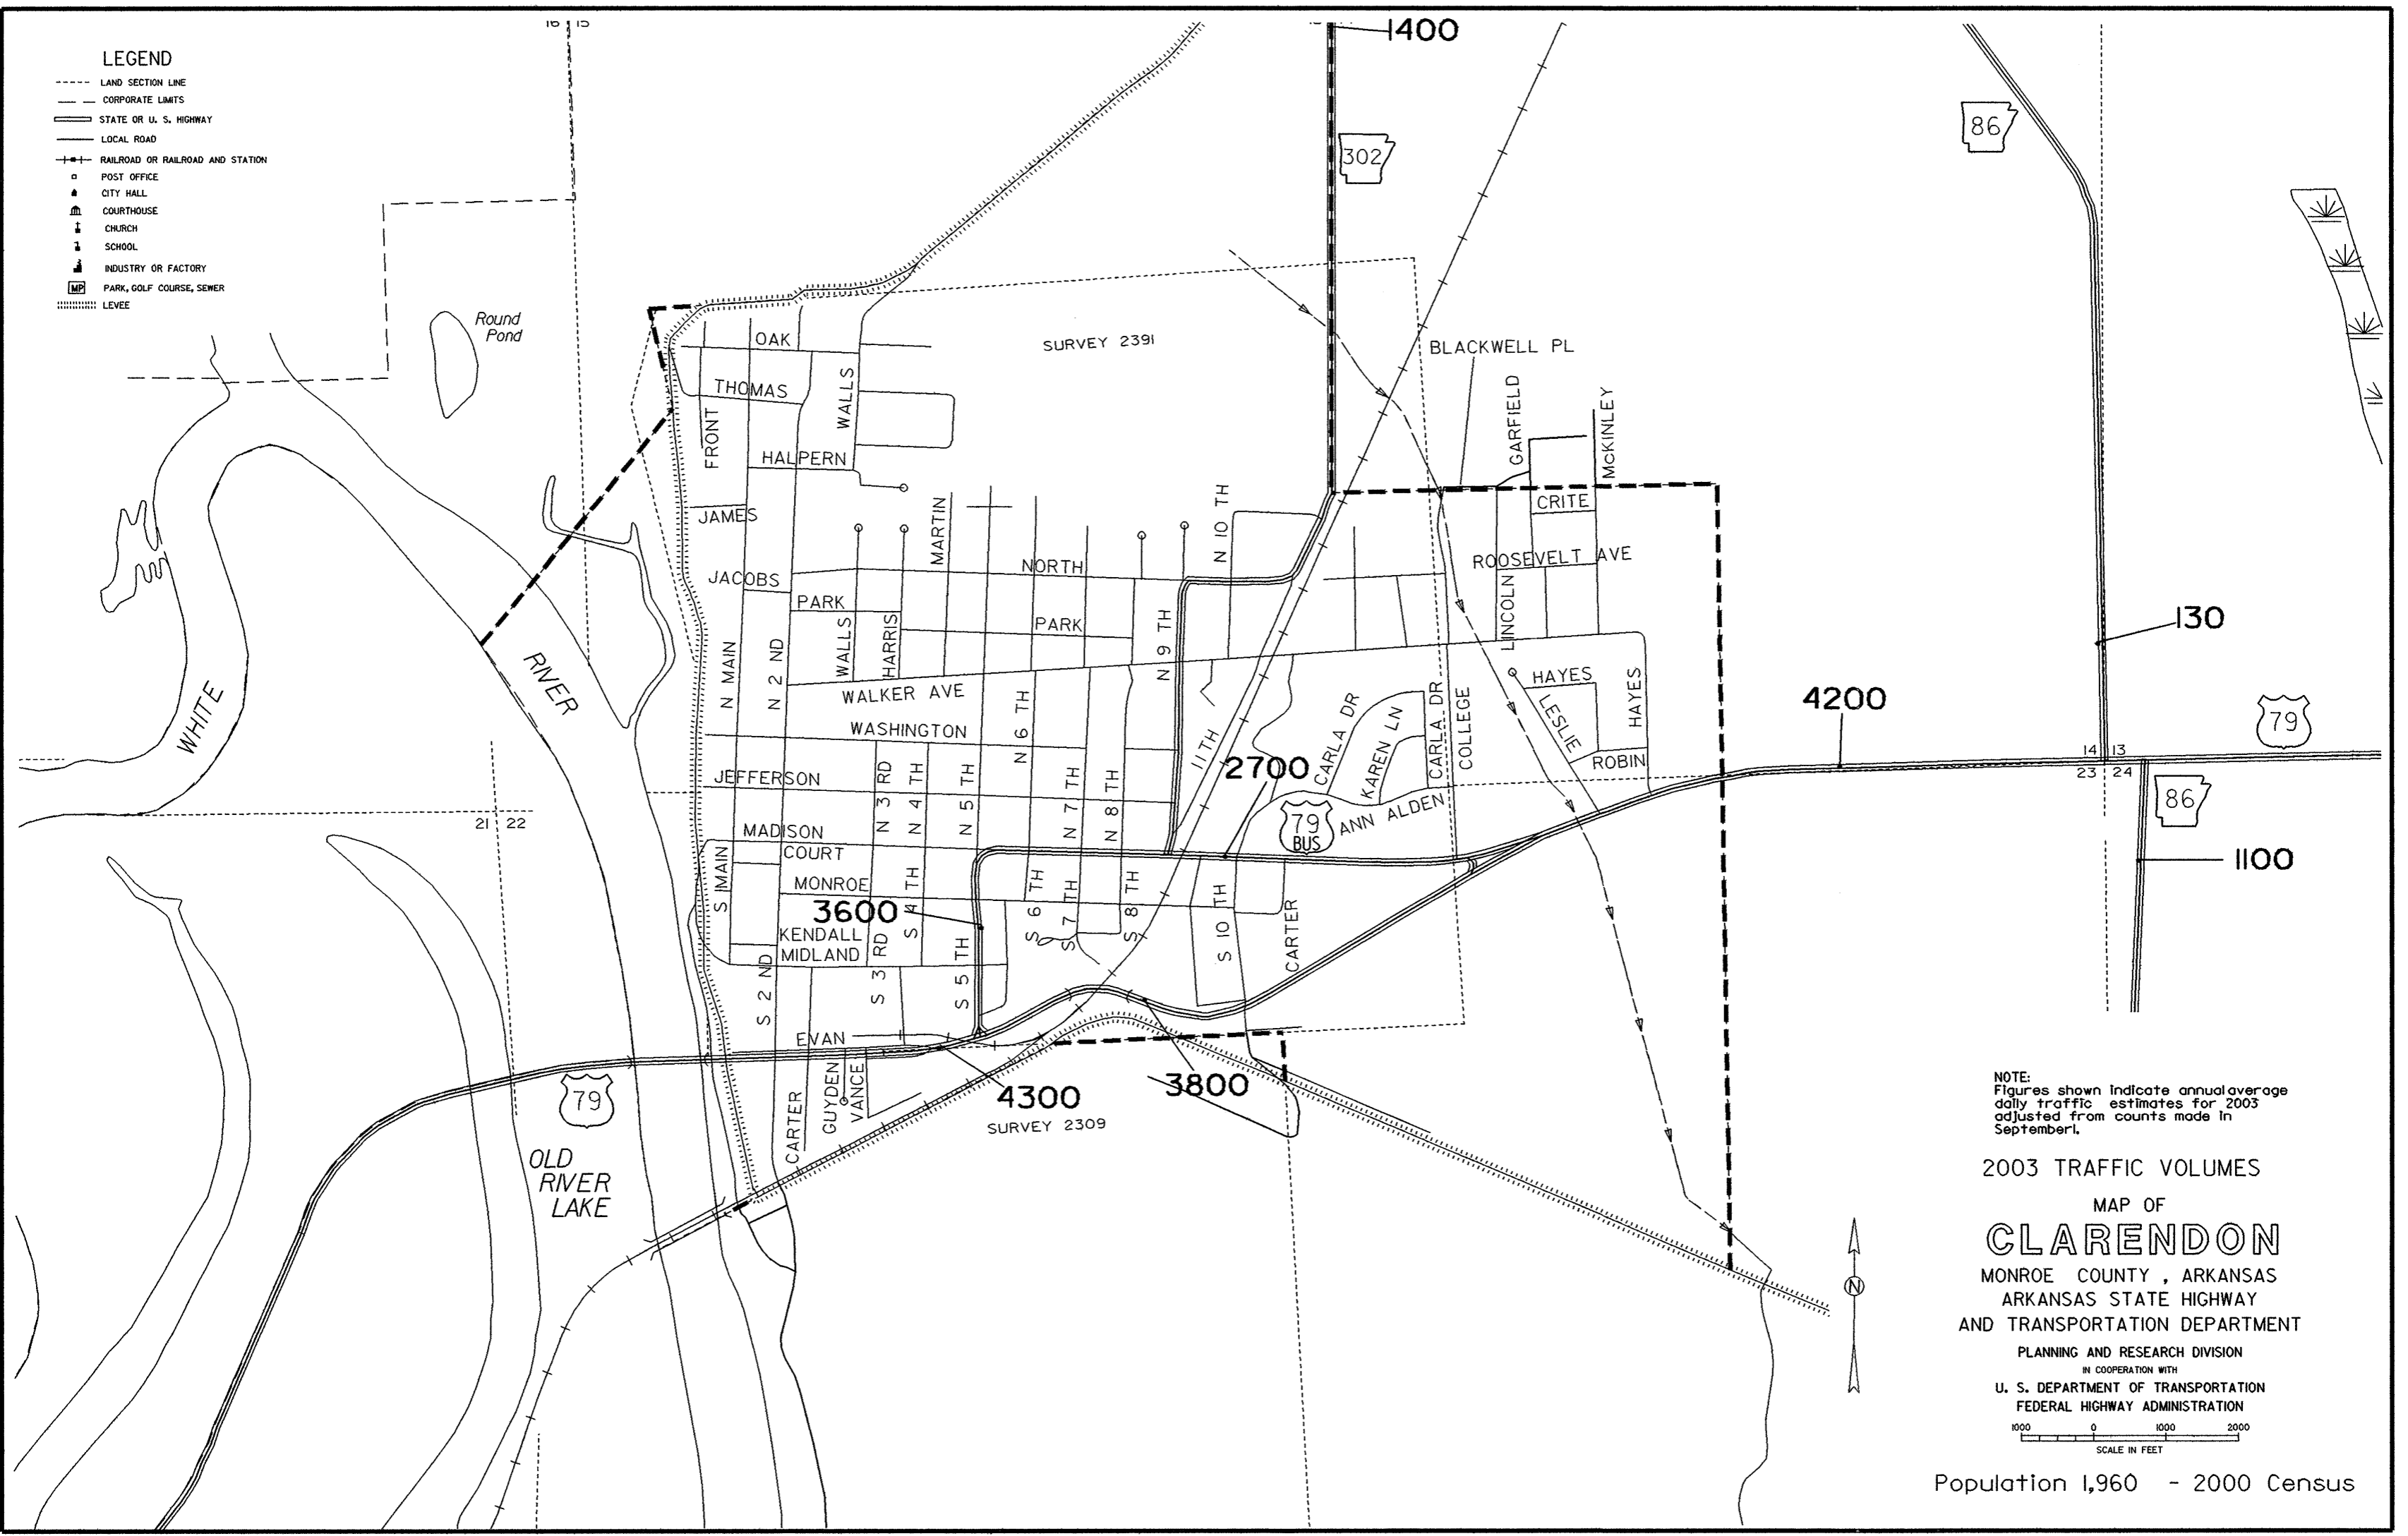 16 15
1400
LEGEND
LAND SECTION LINE
CORPORATE LIMITS
STATE OR U. S. HIGHWAY
LOCAL ROAD
RAILROAD OR RAILROAD AND STATION
POST OFFICE
CITY HALL
COURTHOUSE
CHURCH
SCHOOL
INDUSTRY OR FACTORY
MP PARK, GOLF COURSE, SEWER
LEVEE
86
302
Round
Pond
OAK
SURVEY 2391
BLACKWELL PL
THOMAS
WALLS
FRONT
GARFIELD
McKINLEY
HALPERN
JAMES
MARTIN
N 10 TH
CRITE
JACOBS
NORTH
ROOSEVELT AVE
PARK
PARK
LINCOLN
130
WALLS
HARRIS
N 9 TH
N MAIN
N 2 ND
WALKER AVE
HAYES
HAYES
LESLIE
RIVER
WHITE
N 6 TH
CARLA DR
KAREN LN
CARLA DR
COLLEGE
4200
79
WASHINGTON
11 TH
2700
ROBIN
14 13
23 24
JEFFERSON
N 3 RD
N 4 TH
N 5 TH
N 7 TH
N 8 TH
79
BUS
ANN ALDEN
86
21 22
MADISON
COURT
S MAIN
MONROE
S 4 TH
S 6 TH
S 7 TH
S 8 TH
S 10 TH
CARTER
1100
3600
KENDALL
MIDLAND
S 2 ND
S 3 RD
S 5 TH
EVAN
79
GUYDEN
VANCE
CARTER
4300
3800
SURVEY 2309
OLD
RIVER
LAKE
NOTE:
Figures shown indicate annual average
daily traffic estimates for 2003
adjusted from counts made in
Septemberl.
2003 TRAFFIC VOLUMES
MAP OF
CLARENDON
MONROE COUNTY , ARKANSAS
ARKANSAS STATE HIGHWAY
AND TRANSPORTATION DEPARTMENT
PLANNING AND RESEARCH DIVISION
IN COOPERATION WITH
U. S. DEPARTMENT OF TRANSPORTATION
FEDERAL HIGHWAY ADMINISTRATION
1000 0 1000 2000
SCALE IN FEET
N
Population 1,960 - 2000 Census